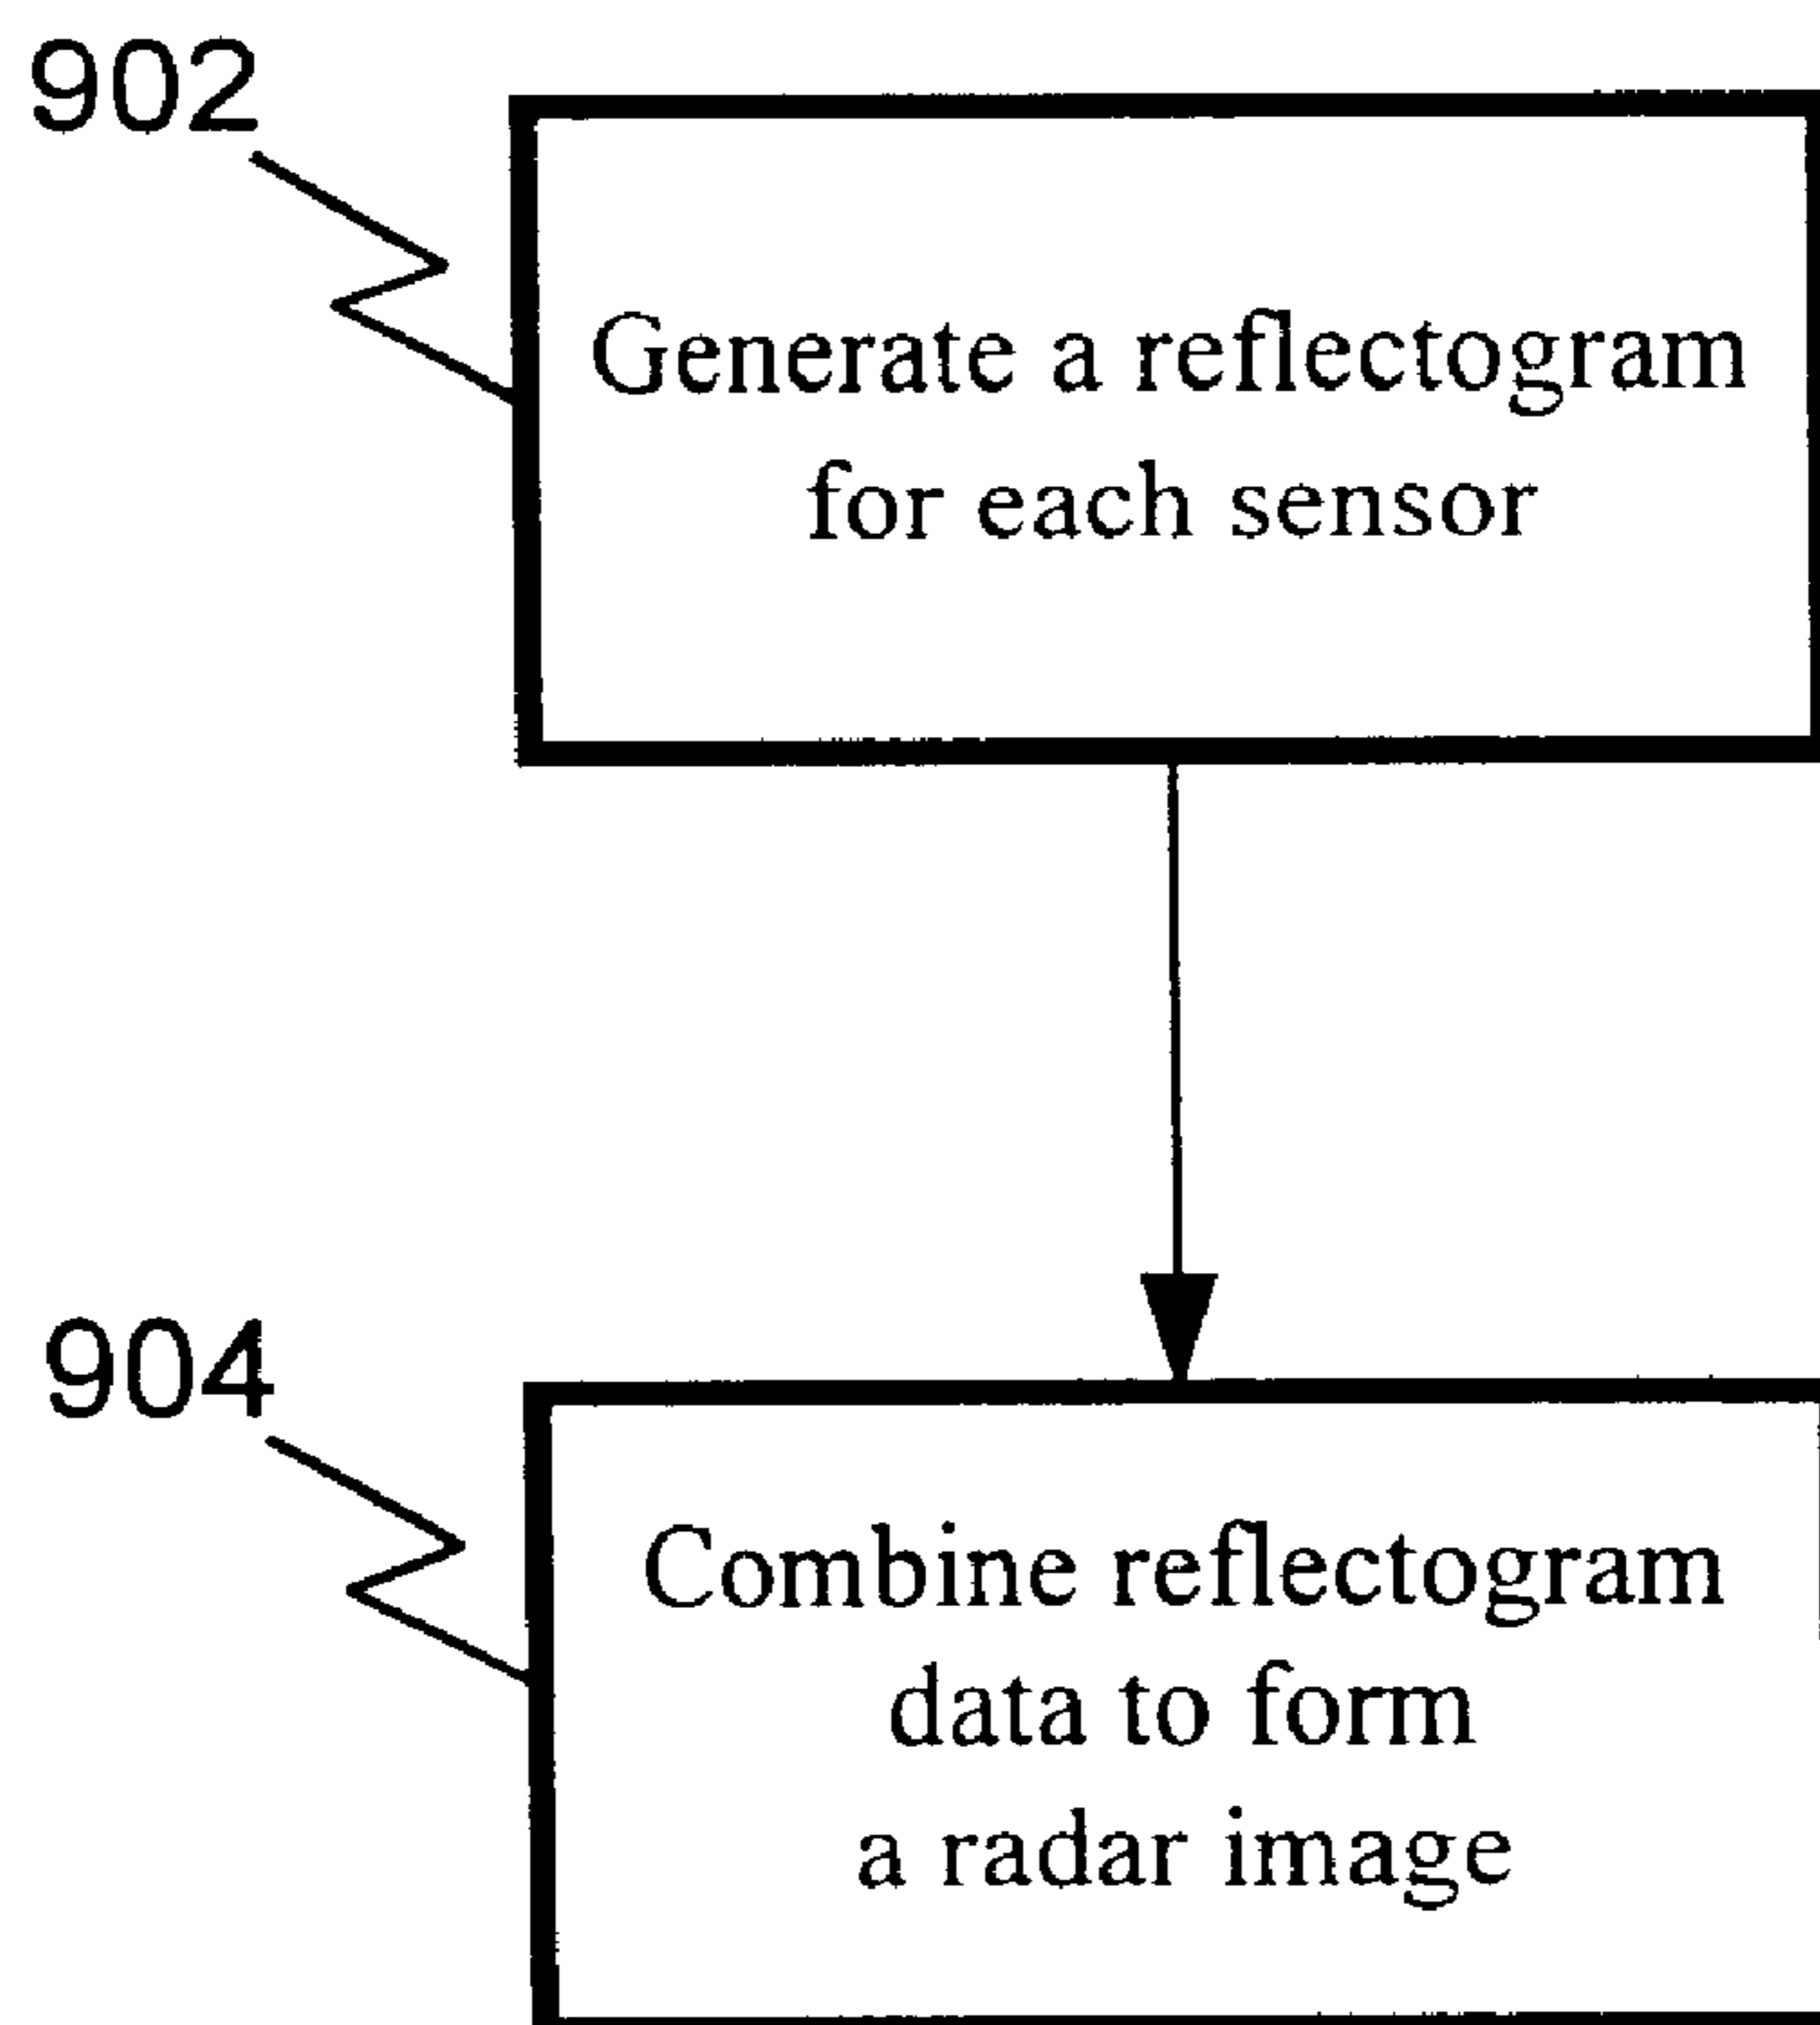 902
Generate a reflectogram
for each sensor
904
Combine reflectogram
data to form
a radar image